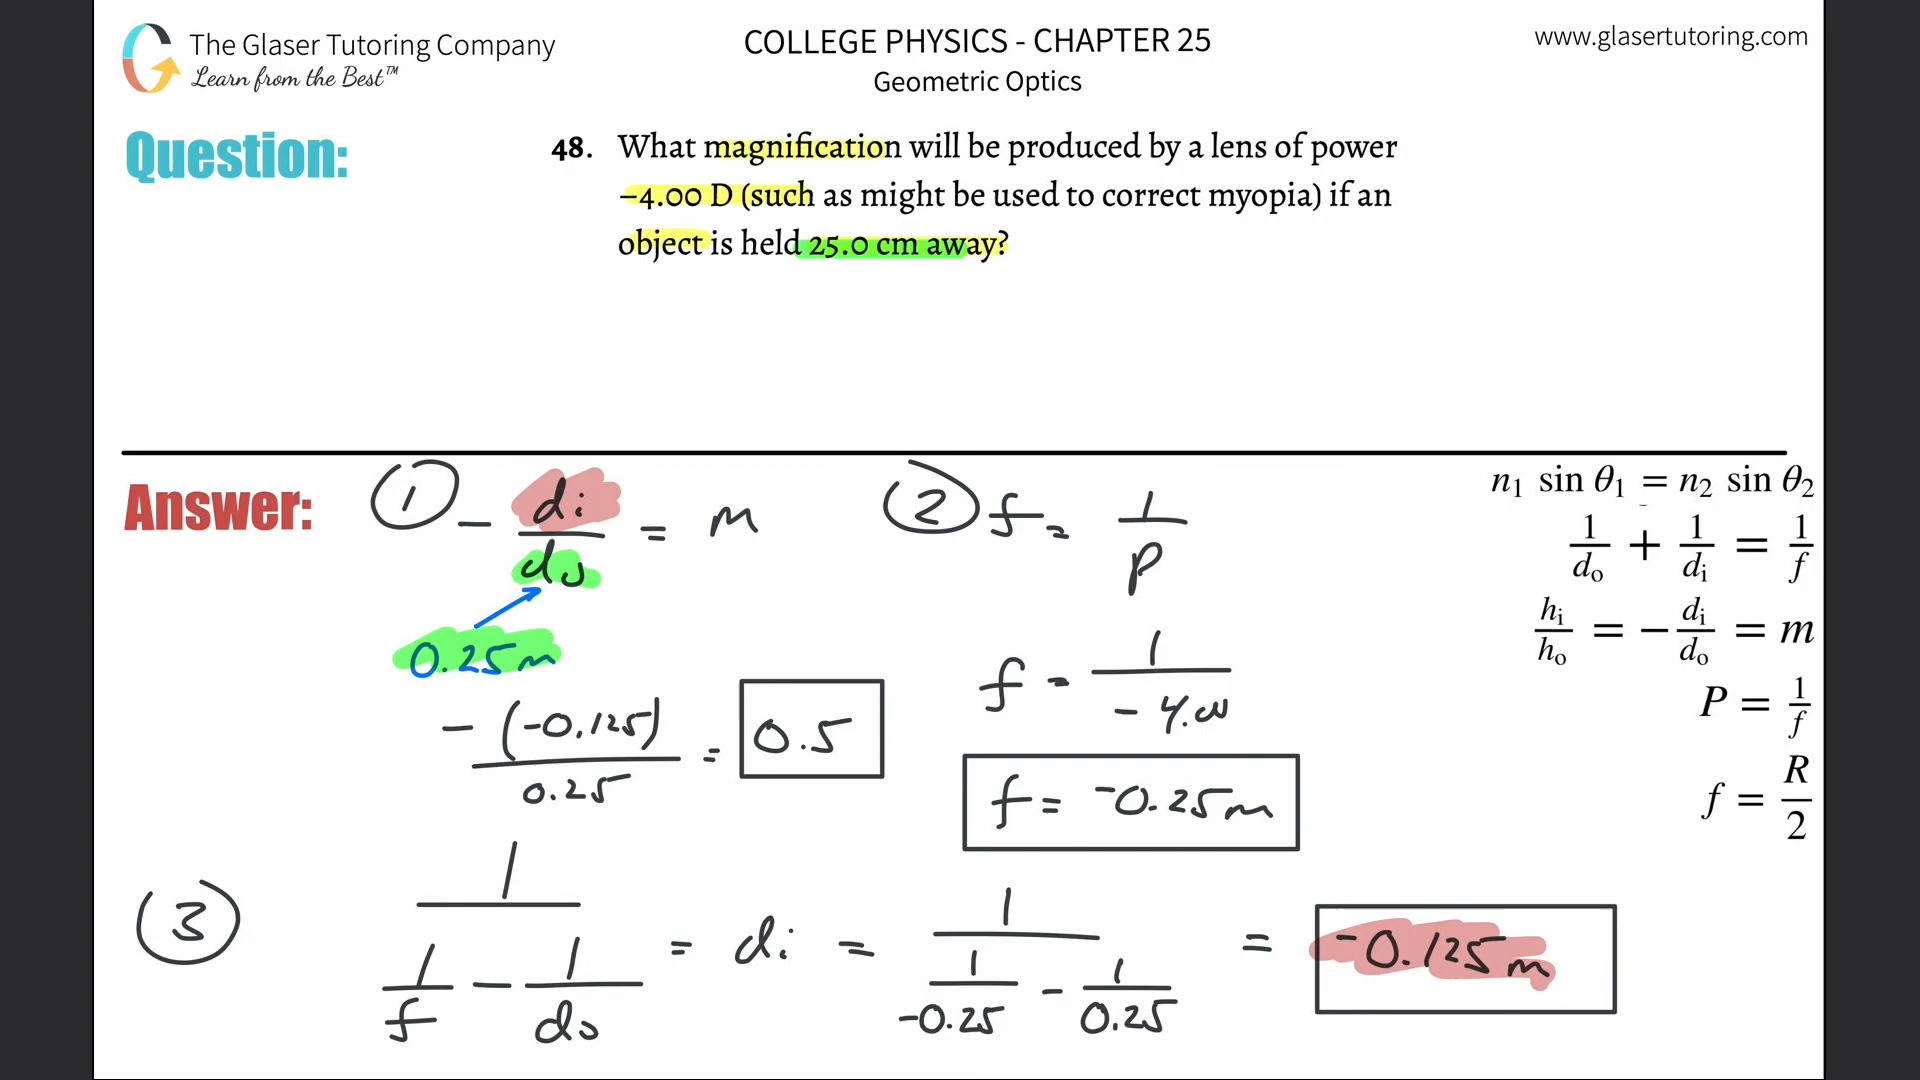 The Glaser Tutoring Company
Learn from the Best™
COLLEGE PHYSICS - CHAPTER 25
Geometric Optics
www.glasertutoring.com
Question:
48. What magnification will be produced by a lens of power
−4.00 D (such as might be used to correct myopia) if an
object is held 25.0 cm away?
Answer:
① − di/do = m
0.25m
−(−0.125)/0.25 = 0.5
② f = 1/P
f = 1/−4.00
f = −0.25m
③ 1/(1/f − 1/do) = di = 1/(1/−0.25 − 1/0.25) = −0.125m
n₁ sin θ₁ = n₂ sin θ₂
1/dₒ + 1/dᵢ = 1/f
hᵢ/hₒ = −dᵢ/dₒ = m
P = 1/f
f = R/2